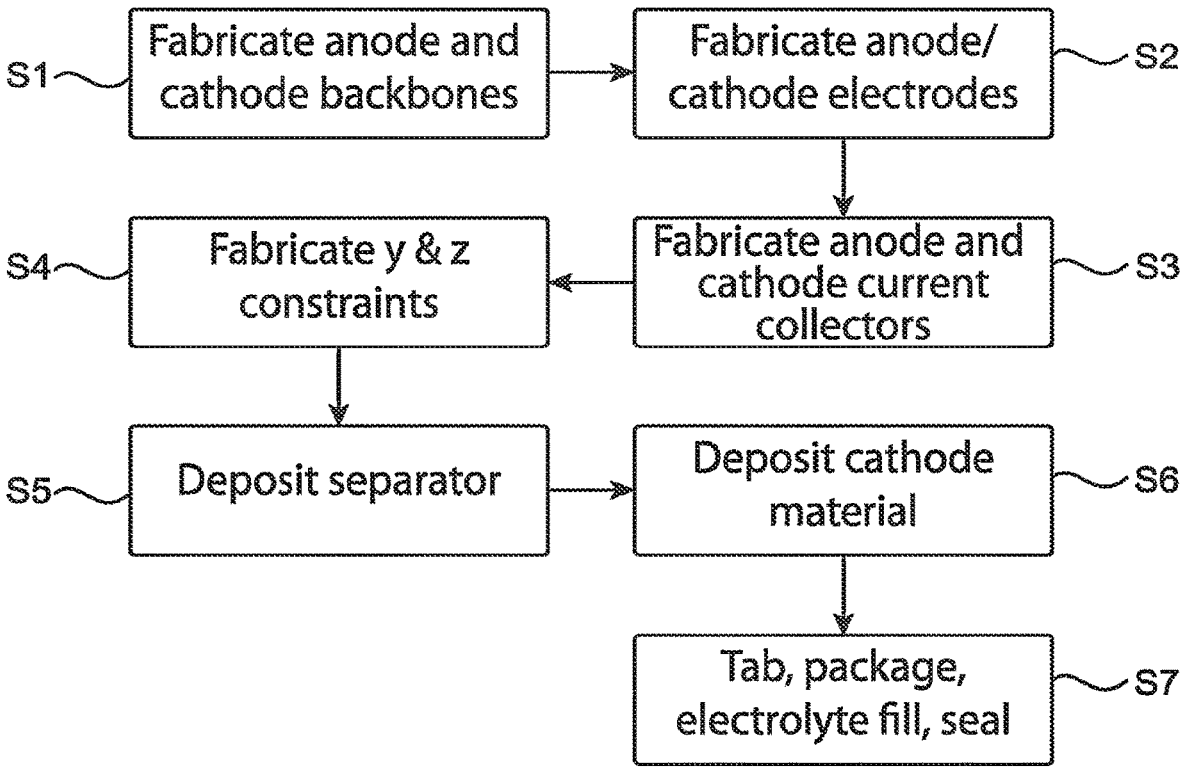 S1
Fabricate anode and
cathode backbones
Fabricate anode/
cathode electrodes
S2
S4
Fabricate y & z
constraints
Fabricate anode and
cathode current
collectors
S3
S5
Deposit separator
Deposit cathode
material
S6
Tab, package,
electrolyte fill, seal
S7